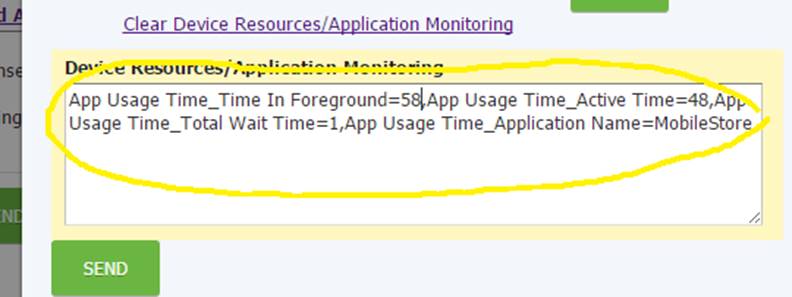 Clear Device Resources/Application Monitoring
Device Resources/Application Monitoring
App Usage Time_Time In Foreground=58,App Usage Time_Active Time=48,App
Usage Time_Total Wait Time=1,App Usage Time_Application Name=MobileStore
SEND